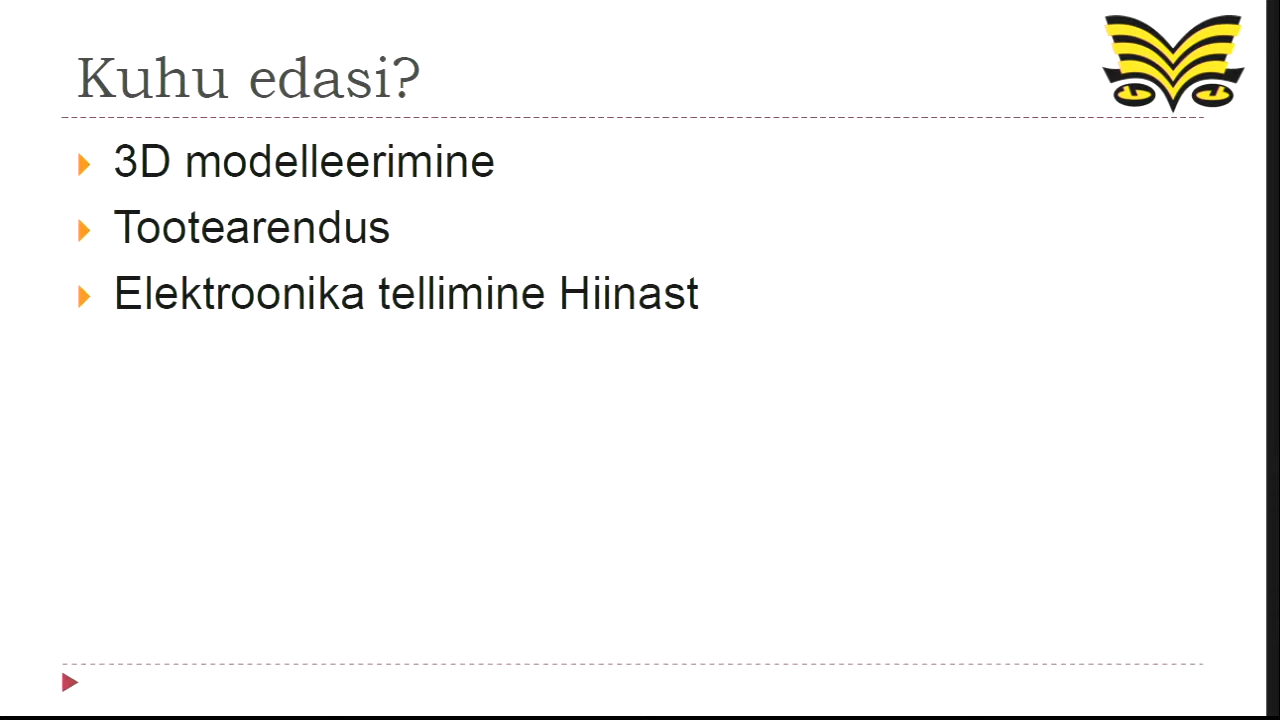 Kuhu edasi?
3D modelleerimine
Tootearendus
Elektroonika tellimine Hiinast